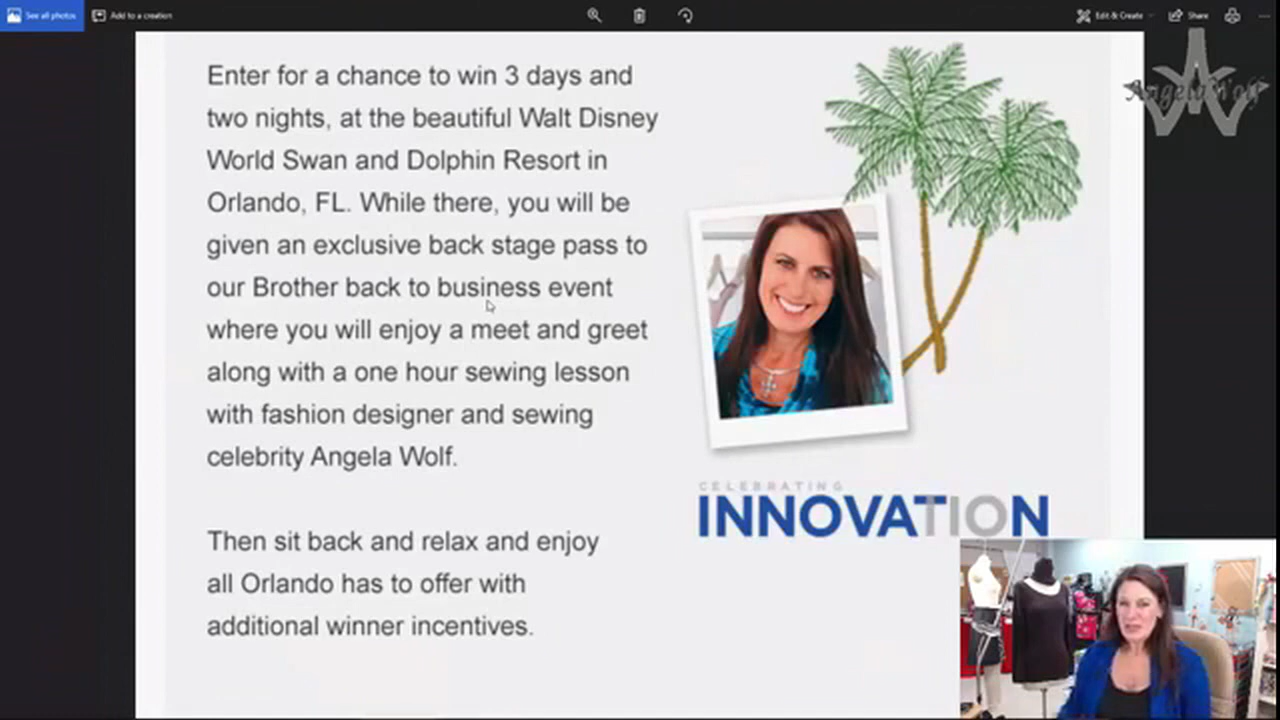 See all photos
Add to a creation
Edit & Create
Share
Angela Wolf
Enter for a chance to win 3 days and
two nights, at the beautiful Walt Disney
World Swan and Dolphin Resort in
Orlando, FL. While there, you will be
given an exclusive back stage pass to
our Brother back to business event
where you will enjoy a meet and greet
along with a one hour sewing lesson
with fashion designer and sewing
celebrity Angela Wolf.
Then sit back and relax and enjoy
all Orlando has to offer with
additional winner incentives.
CELEBRATING
INNOVATION